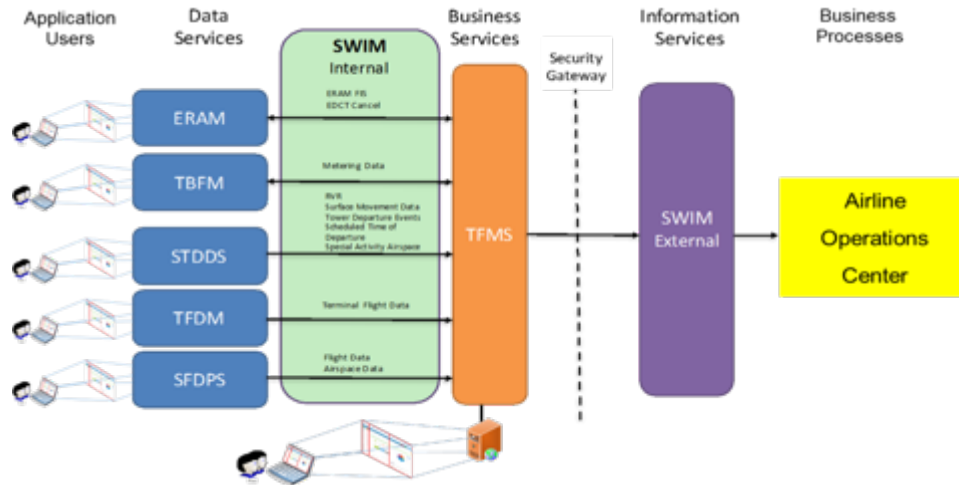 Application
Users
Data
Services
Business
Services
Information
Services
Business
Processes
SWIM
Internal
Security
Gateway
ERAM FIS
EDCT Cancel
ERAM
Metering Data
TBFM
RVR
Surface Movement Data
Tower Departure Events
Scheduled Time of
Departure
Special Activity Airspace
STDDS
TFMS
SWIM
External
Airline
Operations
Center
Terminal Flight Data
TFDM
Flight Data
Airspace Data
SFDPS